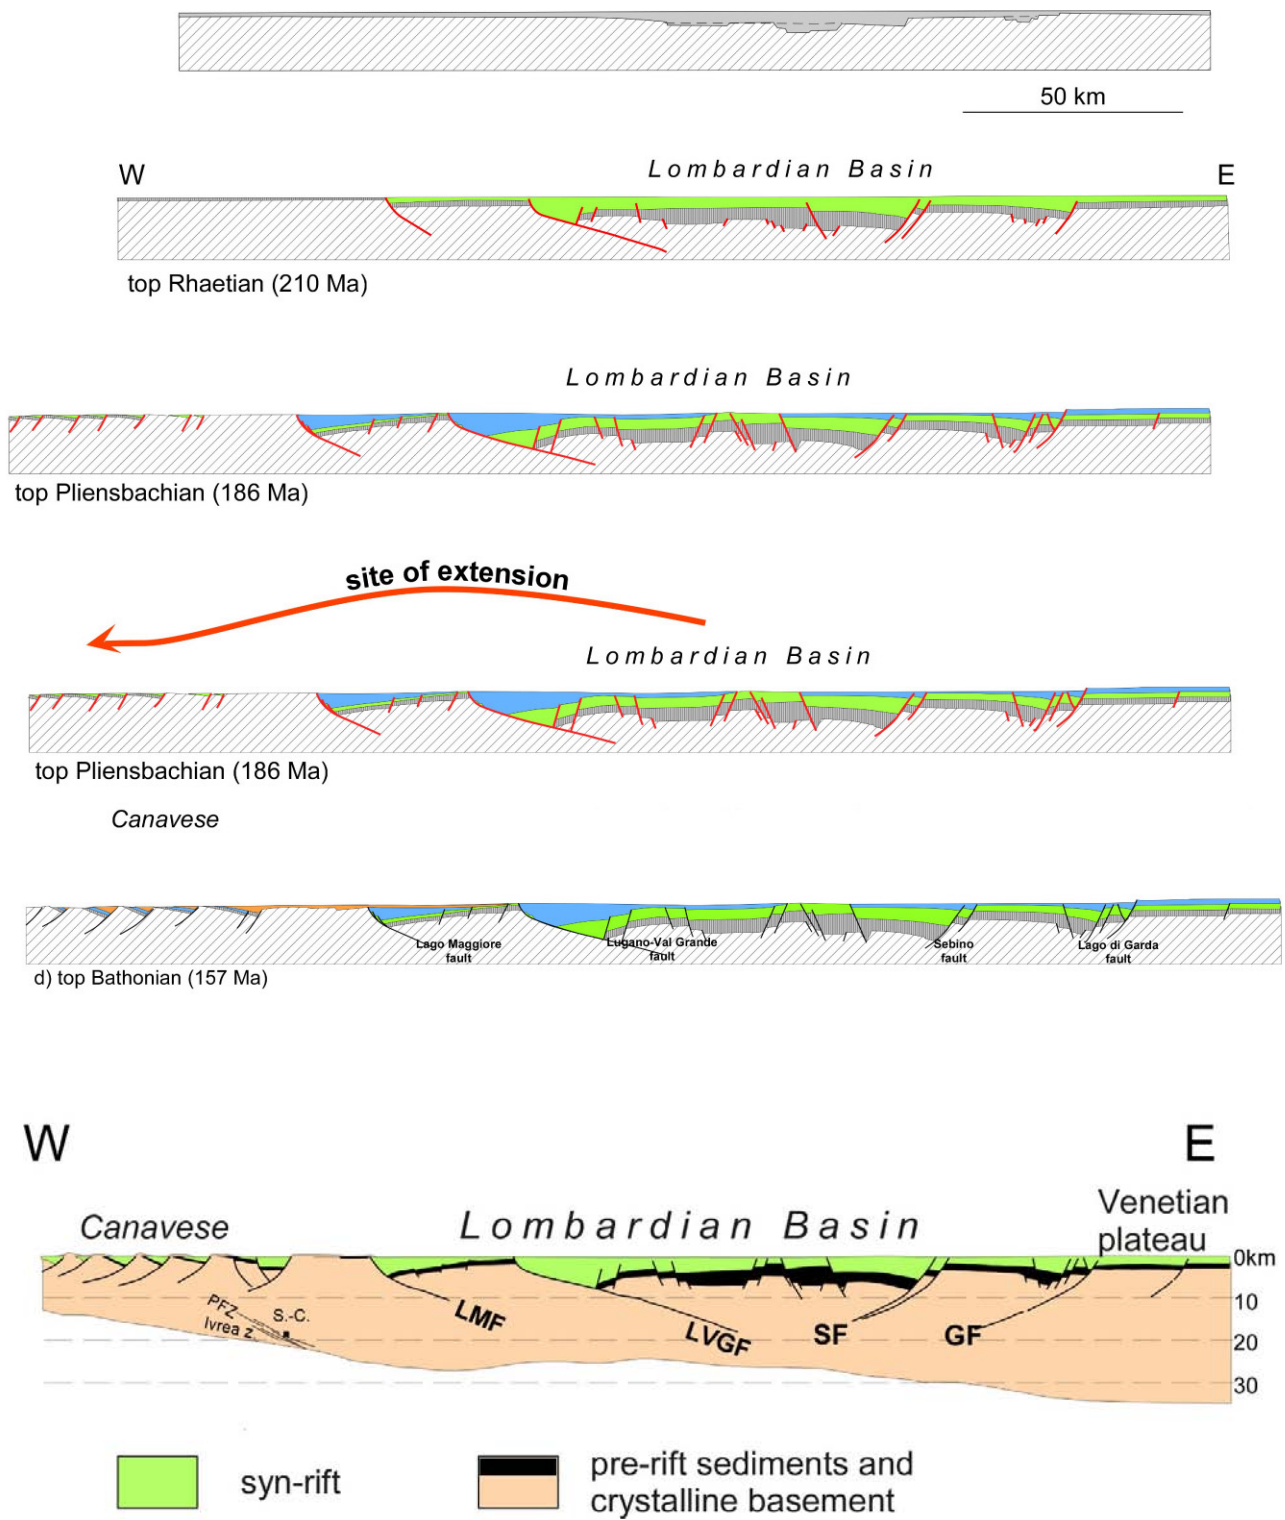 50 km
W
Lombardian Basin
E
top Rhaetian (210 Ma)
Lombardian Basin
top Pliensbachian (186 Ma)
site of extension
Lombardian Basin
top Pliensbachian (186 Ma)
Canavese
Lago Maggiore
fault
Lugano-Val Grande
fault
Sebino
fault
Lago di Garda
fault
d) top Bathonian (157 Ma)
W
E
Canavese
Lombardian Basin
Venetian
plateau
0km
10
20
30
PFZ
Ivrea z.
S.-C.
LMF
LVGF
SF
GF
syn-rift
pre-rift sediments and
crystalline basement